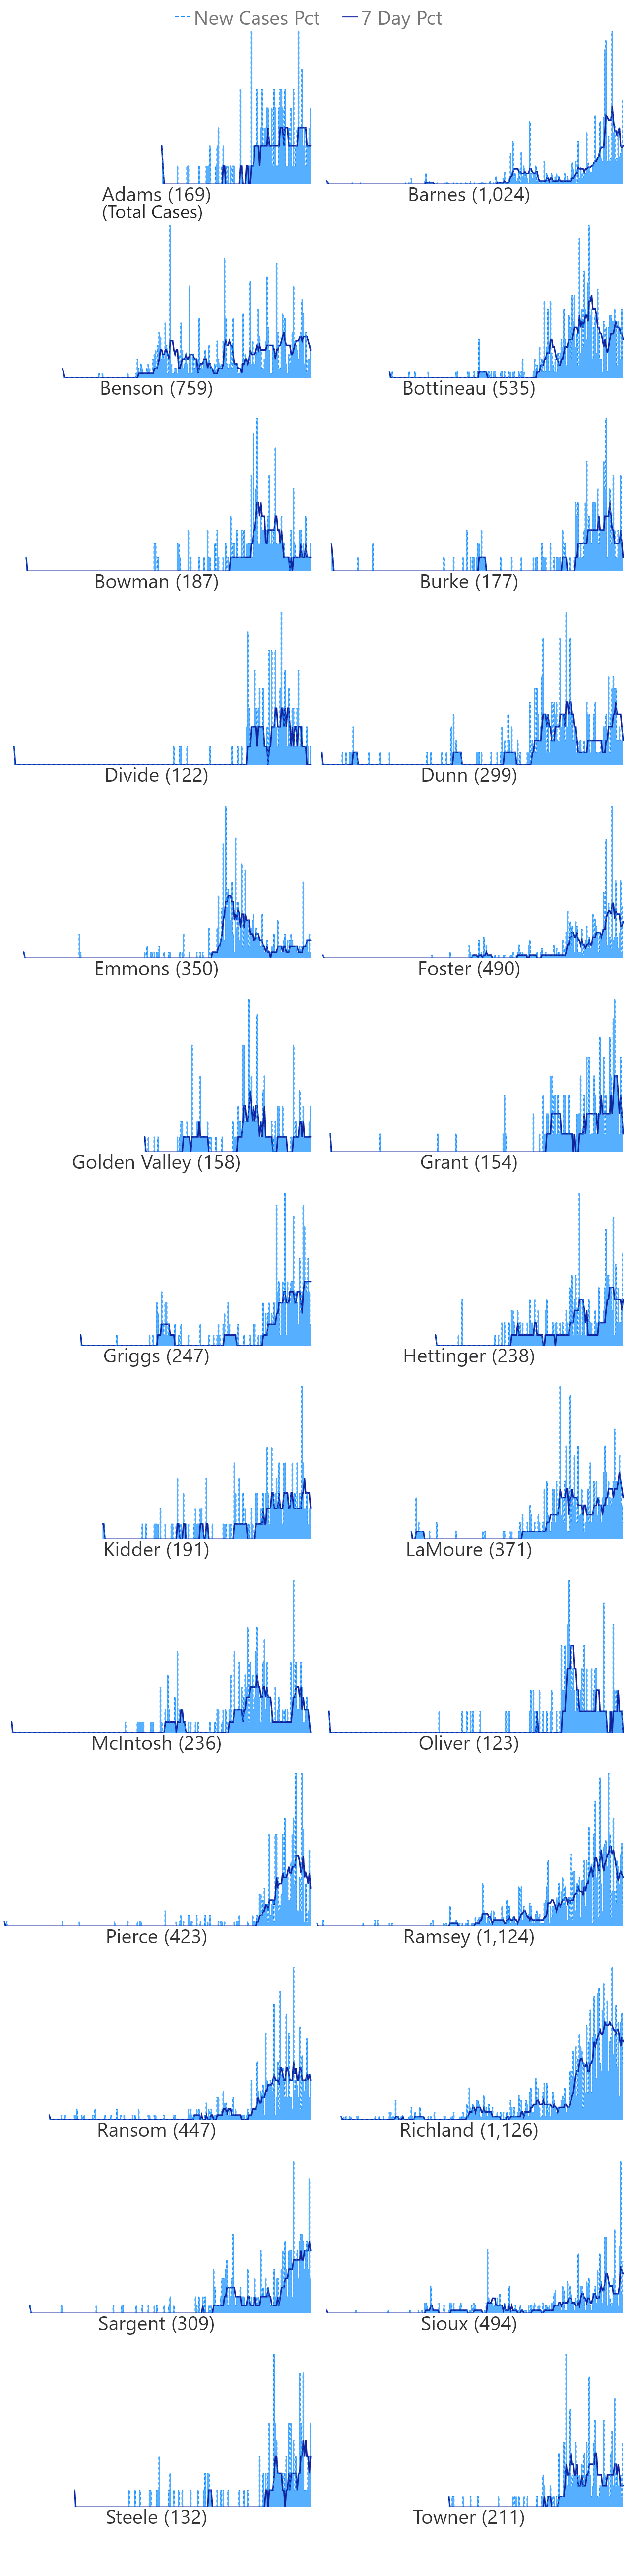 New Cases Pct 7 Day Pct
Adams (169) Barnes (1,024)
(Total Cases)
Benson (759) Bottineau (535)
Bowman (187) Burke (177)
Divide (122) Dunn (299)
Emmons (350) Foster (490)
Golden Valley (158) Grant (154)
Griggs (247) Hettinger (238)
Kidder (191) LaMoure (371)
McIntosh (236) Oliver (123)
Pierce (423) Ramsey (1,124)
Ransom (447) Richland (1,126)
Sargent (309) Sioux (494)
Steele (132) Towner (211)